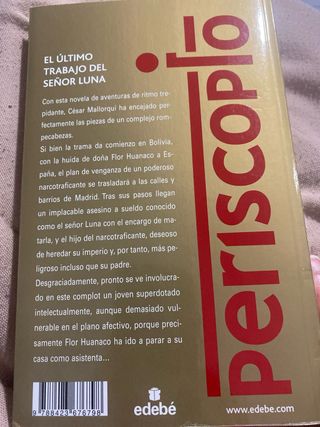 EL ÚLTIMO
TRABAJO DEL
SEÑOR LUNA
Con esta novela de aventuras de ritmo tre-
pidante, César Mallorquí ha encajado per-
fectamente las piezas de un complejo rom-
pecabezas.
Si bien la trama da comienzo en Bolivia,
con la huida de doña Flor Huanaco a Es-
paña, el plan de venganza de un poderoso
narcotraficante se trasladará a las calles y
barrios de Madrid. Tras sus pasos llegan
un implacable asesino a sueldo conocido
como el señor Luna con el encargo de ma-
tarla, y el hijo del narcotraficante, deseoso
de heredar su imperio y, por tanto, más pe-
ligroso incluso que su padre.
Desgraciadamente, pronto se ve involucra-
do en este complot un joven superdotado
intelectualmente, aunque demasiado vul-
nerable en el plano afectivo, porque preci-
samente Flor Huanaco ha ido a parar a su
casa como asistenta...
periscopio
9 788423 676798
edebé
www.edebe.com